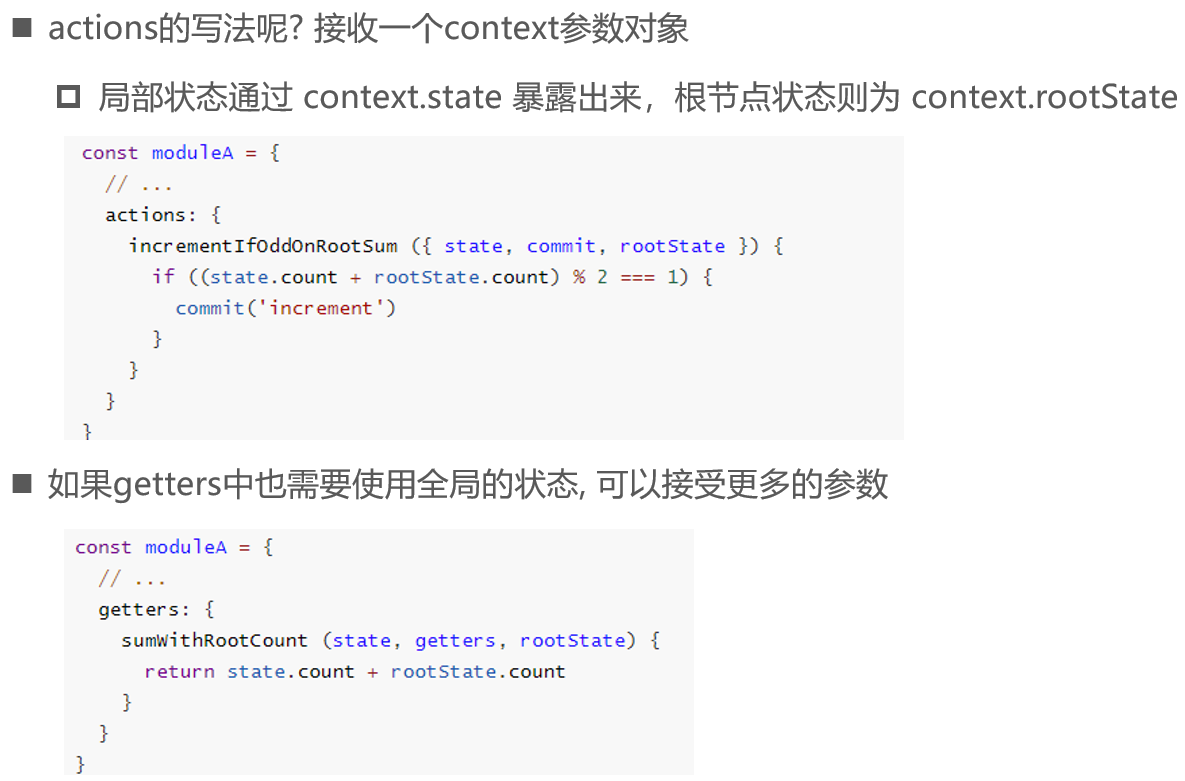 actions的写法呢? 接收一个context参数对象
局部状态通过 context.state 暴露出来，根节点状态则为 context.rootState
const moduleA = {
  // ...
  actions: {
    incrementIfOddOnRootSum ({ state, commit, rootState }) {
      if ((state.count + rootState.count) % 2 === 1) {
        commit('increment')
      }
    }
  }
}
如果getters中也需要使用全局的状态, 可以接受更多的参数
const moduleA = {
  // ...
  getters: {
    sumWithRootCount (state, getters, rootState) {
      return state.count + rootState.count
    }
  }
}